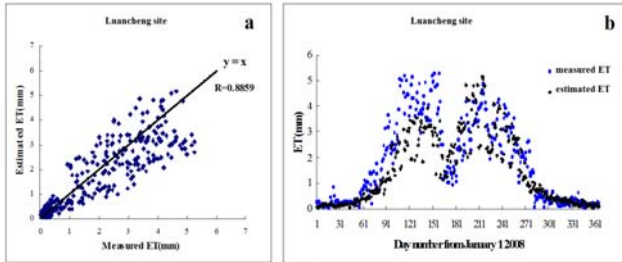 Luancheng site
a
y = x
R=0.8859
Estimated ET(mm)
7
6
5
4
3
2
1
0
0 1 2 3 4 5 6 7
Measured ET(mm)
Luancheng site
b
measured ET
estimated ET
ET(mm)
6
5
4
3
2
1
0
1 31 61 91 121 151 181 211 241 271 301 331 361
Day number from January 1 2008